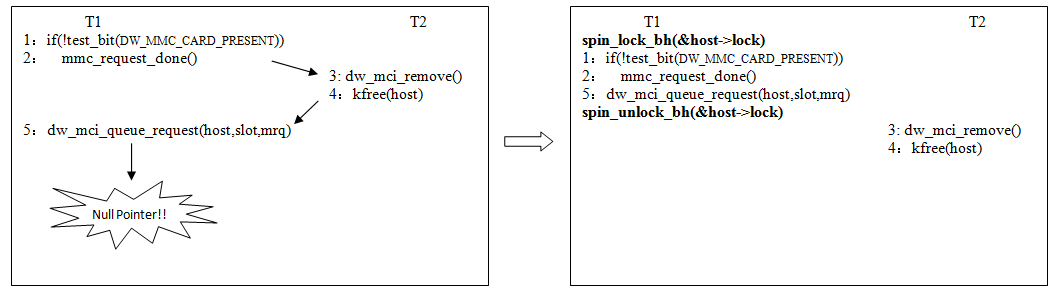 T1 T2
1：if(!test_bit(DW_MMC_CARD_PRESENT))
2： mmc_request_done()
3: dw_mci_remove()
4：kfree(host)
5：dw_mci_queue_request(host,slot,mrq)
Null Pointer!!
T1 T2
spin_lock_bh(&host->lock)
1：if(!test_bit(DW_MMC_CARD_PRESENT))
2： mmc_request_done()
5：dw_mci_queue_request(host,slot,mrq)
spin_unlock_bh(&host->lock)
3: dw_mci_remove()
4：kfree(host)